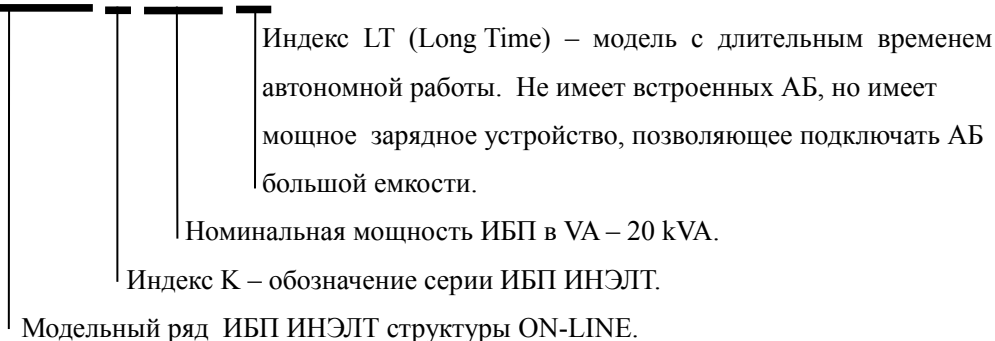 Индекс LT (Long Time) – модель с длительным временем
автономной работы. Не имеет встроенных АБ, но имеет
мощное зарядное устройство, позволяющее подключать АБ
большой емкости.
Номинальная мощность ИБП в VA – 20 kVA.
Индекс K – обозначение серии ИБП ИНЭЛТ.
Модельный ряд ИБП ИНЭЛТ структуры ON-LINE.